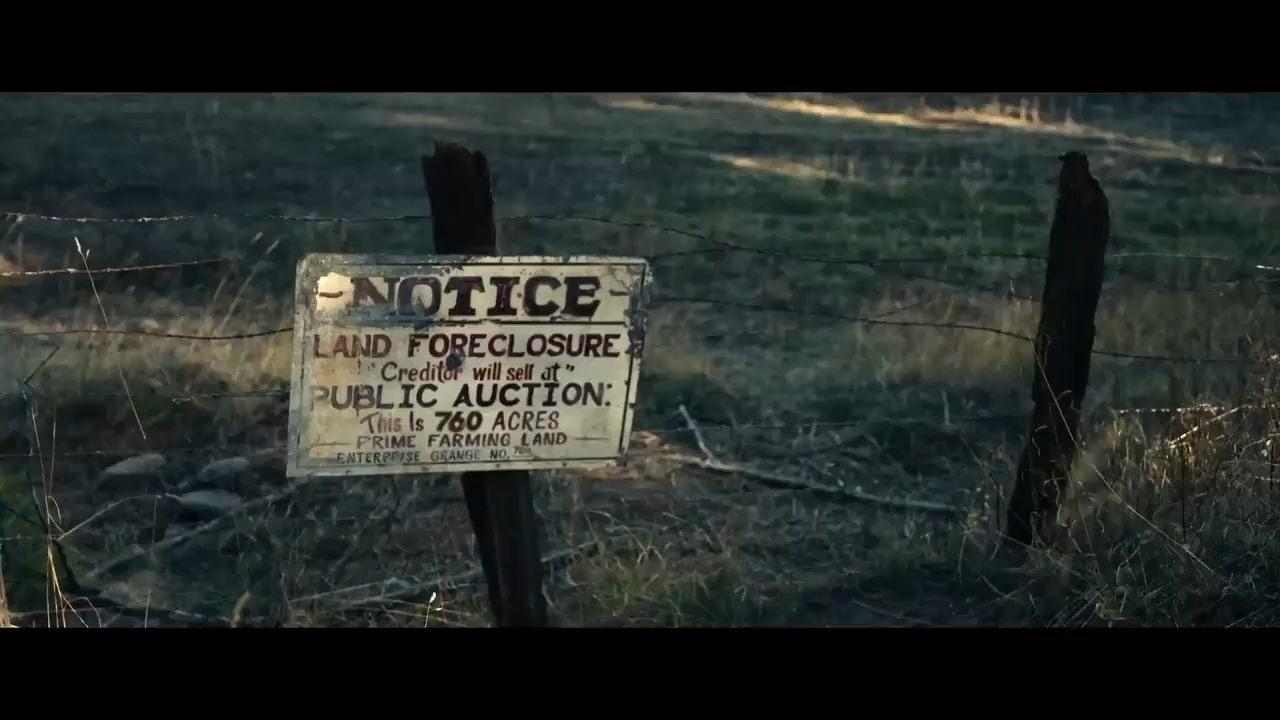 NOTICE
LAND FORECLOSURE
"Creditor will sell at"
PUBLIC AUCTION:
This Is 760 ACRES
PRIME FARMING LAND
ENTERPRISE GRANGE NO.